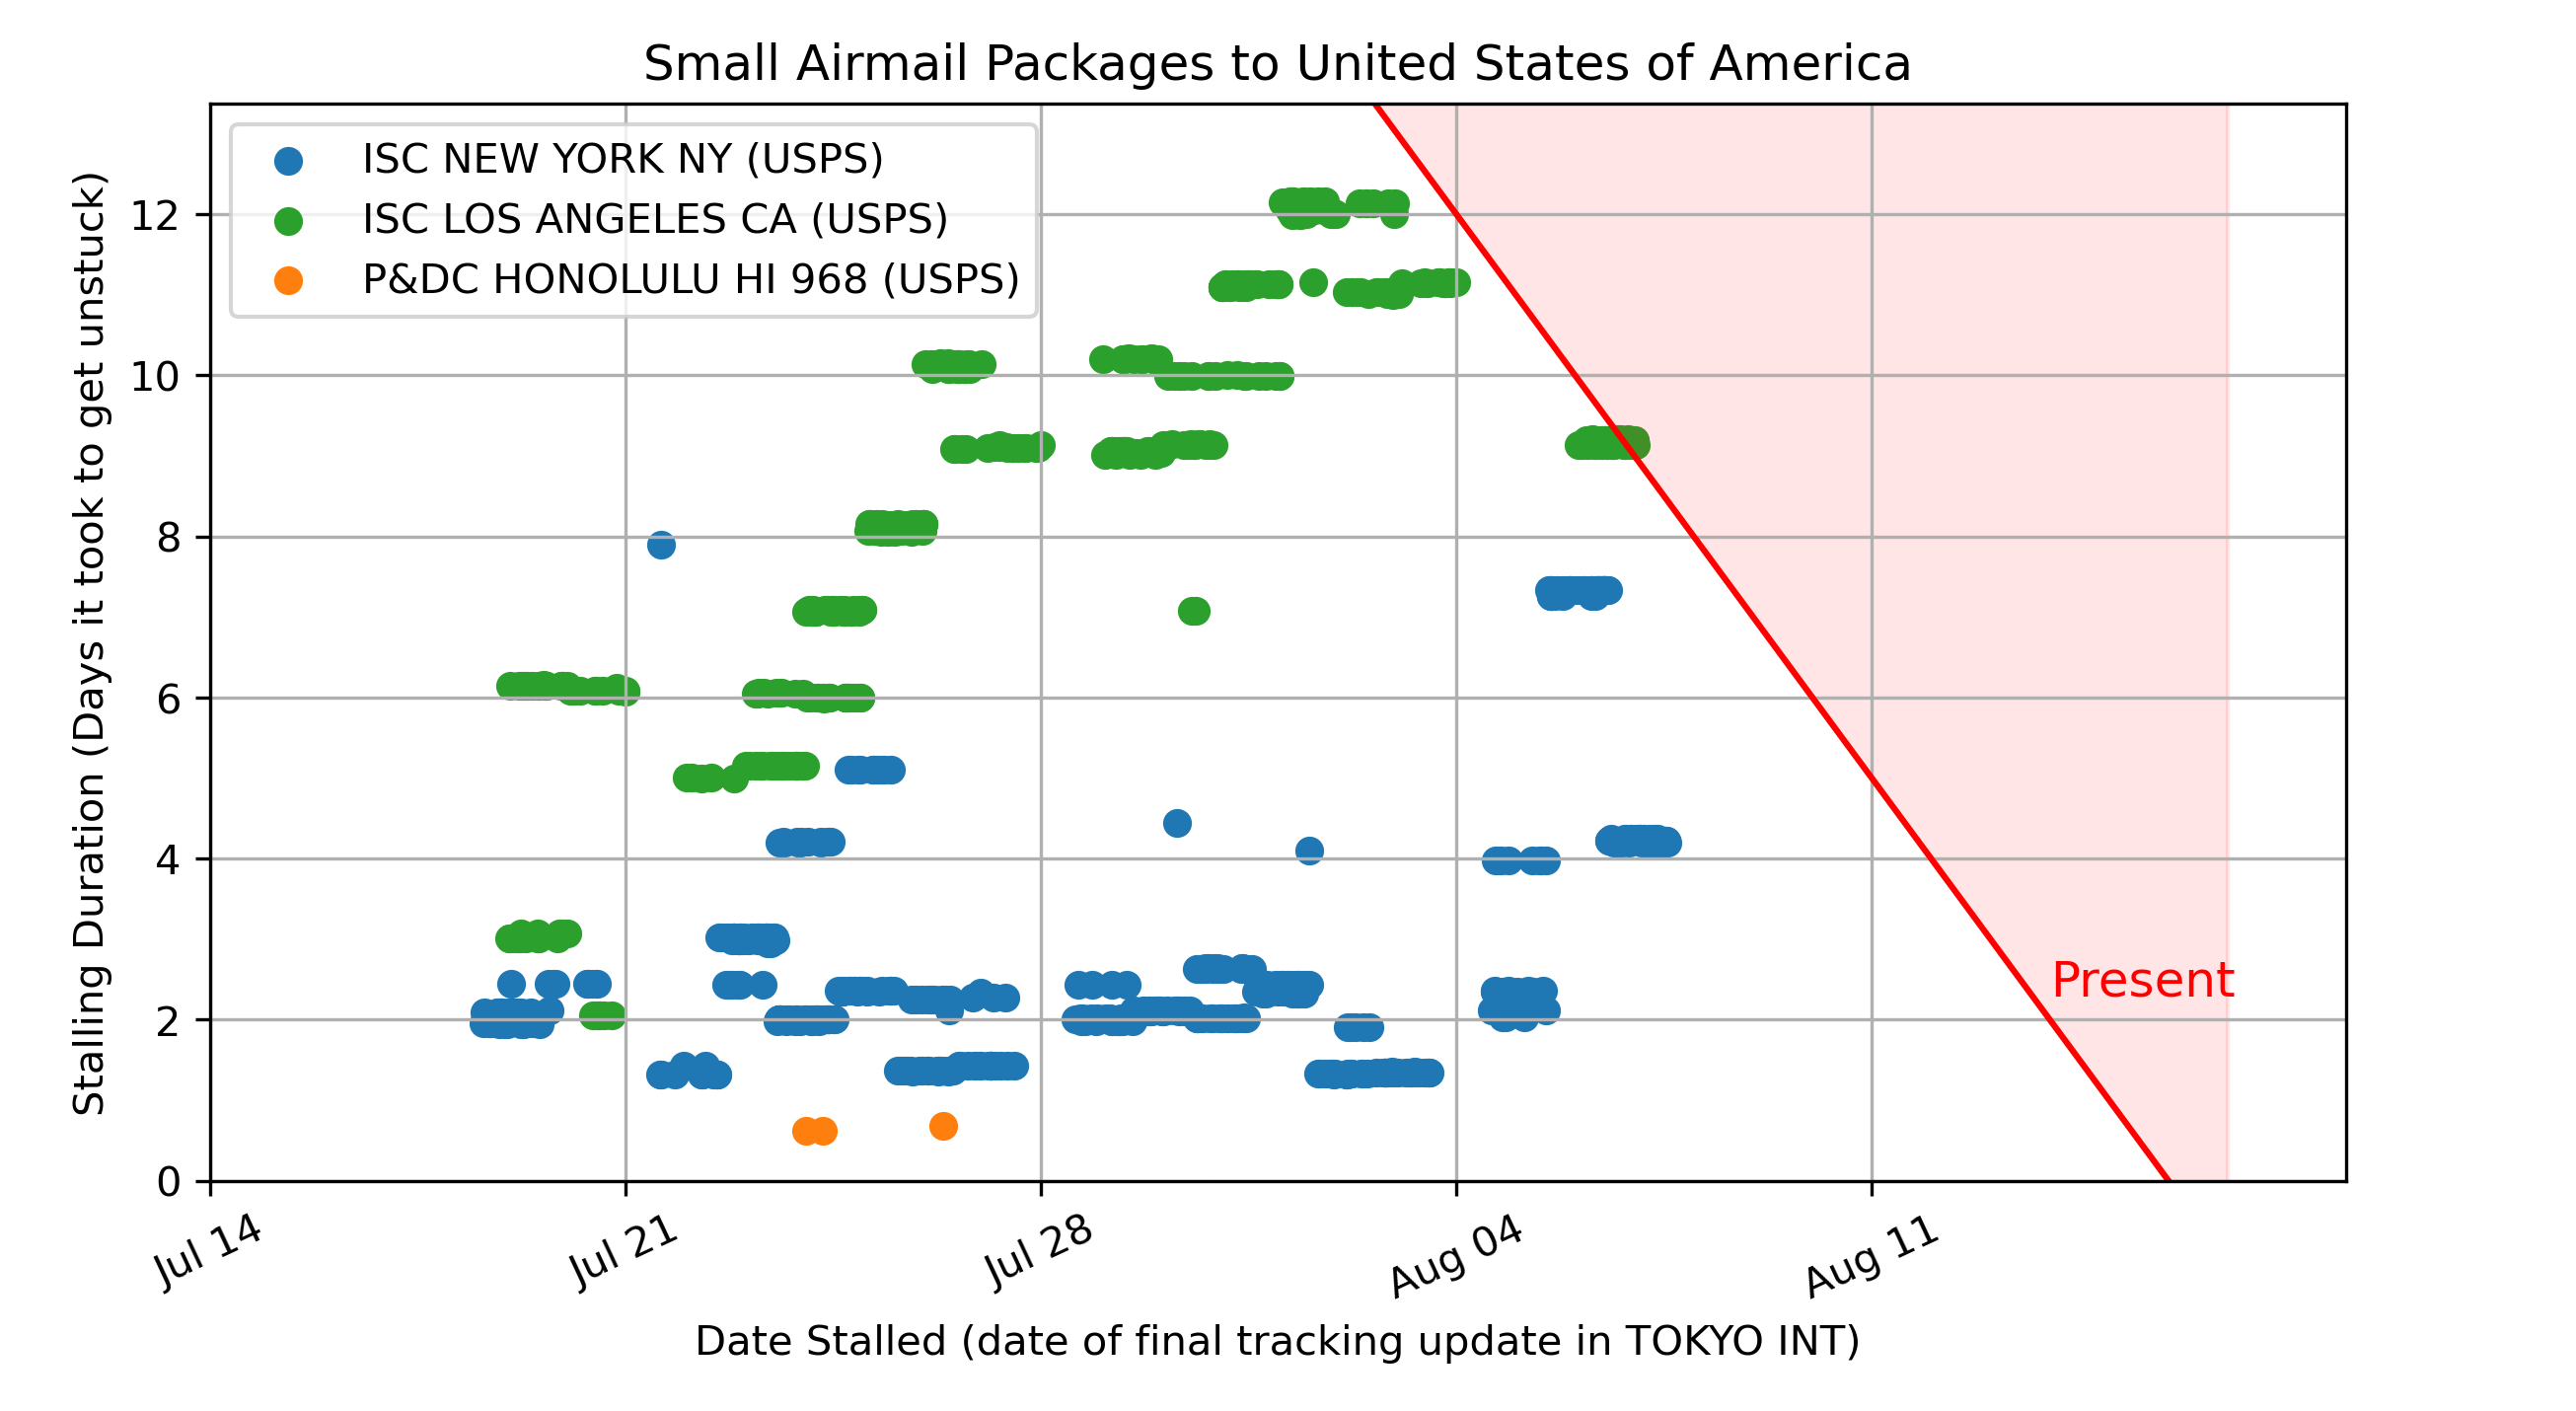 Small Airmail Packages to United States of America
ISC NEW YORK NY (USPS)
ISC LOS ANGELES CA (USPS)
P&DC HONOLULU HI 968 (USPS)
Stalling Duration (Days it took to get unstuck)
12
10
8
6
4
2
0
Present
Jul 14
Jul 21
Jul 28
Aug 04
Aug 11
Date Stalled (date of final tracking update in TOKYO INT)